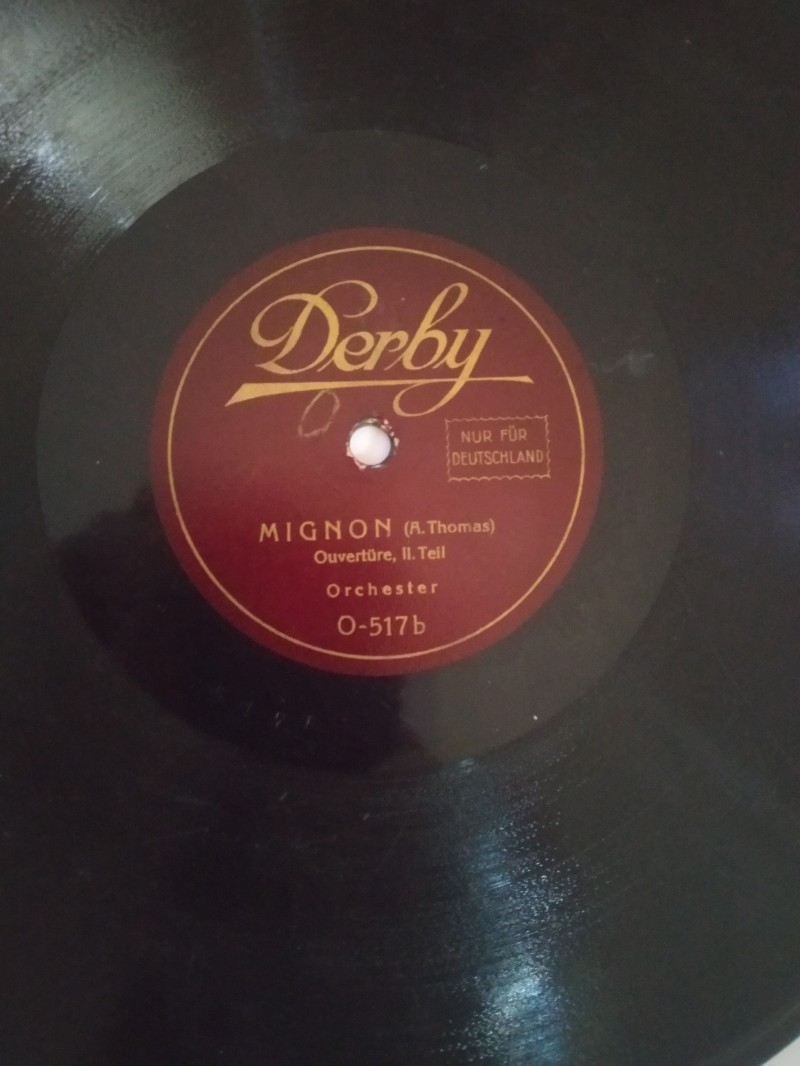 Derby
NUR FÜR
DEUTSCHLAND
MIGNON (A. Thomas)
Ouvertüre, II. Teil
Orchester
O-517b